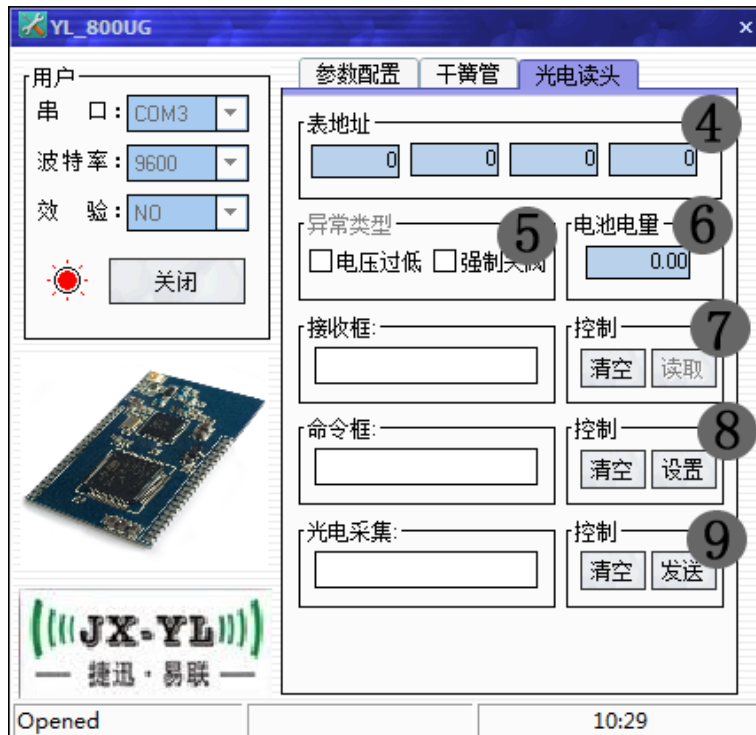 YL_800UG
x
用户
串 口：COM3
波特率：9600
效 验：NO
关闭
JX-YL
捷迅·易联
参数配置 干簧管 光电读头
表地址 4
0 0 0 0
异常类型 5
电压过低 强制关阀
电池电量 6
0.00
接收框: 控制 7
清空 读取
命令框: 控制 8
清空 设置
光电采集: 控制 9
清空 发送
Opened 10:29